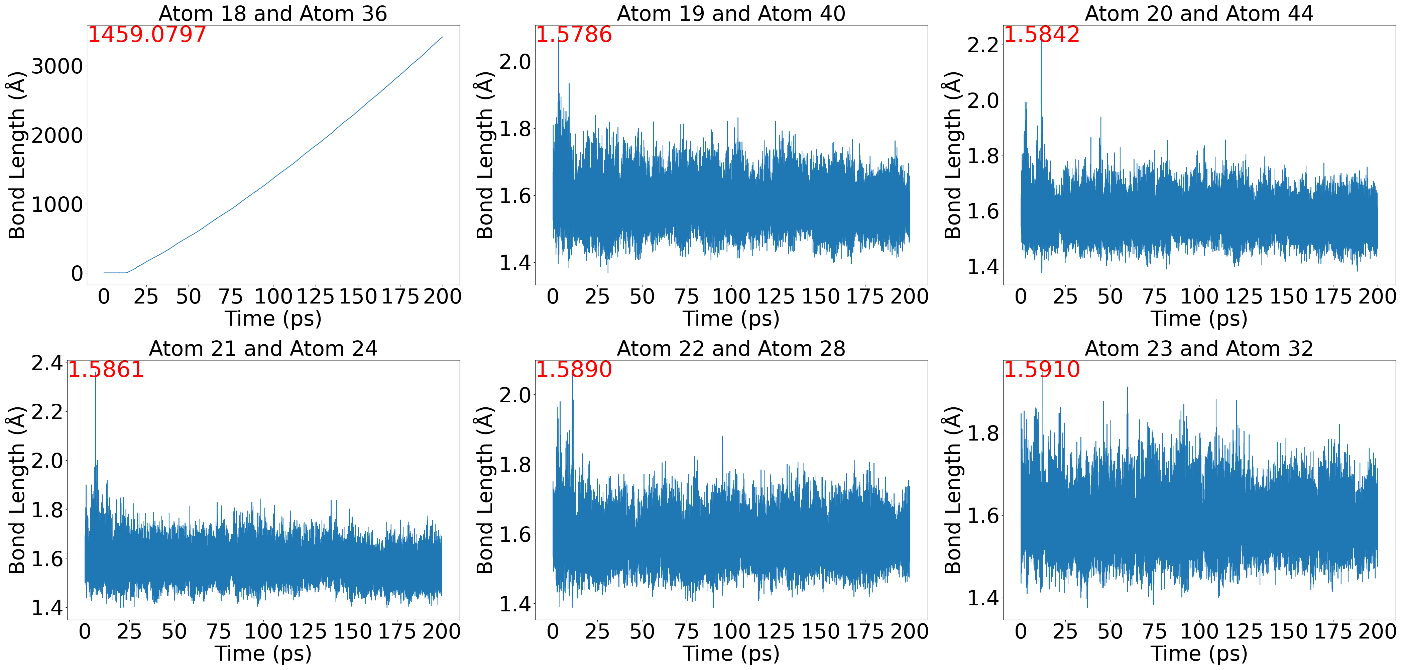 Atom 18 and Atom 36
1459.0797
Bond Length (Å)
3000
2000
1000
0
0 25 50 75 100 125 150 175 200
Time (ps)
Atom 19 and Atom 40
1.5786
Bond Length (Å)
2.0
1.8
1.6
1.4
0 25 50 75 100 125 150 175 200
Time (ps)
Atom 20 and Atom 44
1.5842
Bond Length (Å)
2.2
2.0
1.8
1.6
1.4
0 25 50 75 100 125 150 175 200
Time (ps)
Atom 21 and Atom 24
1.5861
Bond Length (Å)
2.4
2.2
2.0
1.8
1.6
1.4
0 25 50 75 100 125 150 175 200
Time (ps)
Atom 22 and Atom 28
1.5890
Bond Length (Å)
2.0
1.8
1.6
1.4
0 25 50 75 100 125 150 175 200
Time (ps)
Atom 23 and Atom 32
1.5910
Bond Length (Å)
1.8
1.6
1.4
0 25 50 75 100 125 150 175 200
Time (ps)